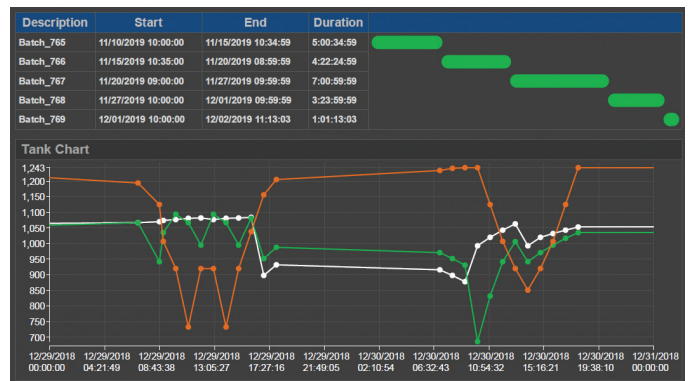 Description Start End Duration
Batch_765 11/10/2019 10:00:00 11/15/2019 10:34:59 5:00:34:59
Batch_766 11/15/2019 10:35:00 11/20/2019 08:59:59 4:22:24:59
Batch_767 11/20/2019 09:00:00 11/27/2019 09:59:59 7:00:59:59
Batch_768 11/27/2019 10:00:00 12/01/2019 09:59:59 3:23:59:59
Batch_769 12/01/2019 10:00:00 12/02/2019 11:13:03 1:01:13:03
Tank Chart
1,243
1,200
1,150
1,100
1,050
1,000
950
900
850
800
750
700
12/29/2018 12/29/2018 12/29/2018 12/29/2018 12/29/2018 12/29/2018 12/30/2018 12/30/2018 12/30/2018 12/30/2018 12/30/2018 12/31/2018
00:00:00 04:21:49 08:43:38 13:05:27 17:27:16 21:49:05 02:10:54 06:32:43 10:54:32 15:16:21 19:38:10 00:00:00